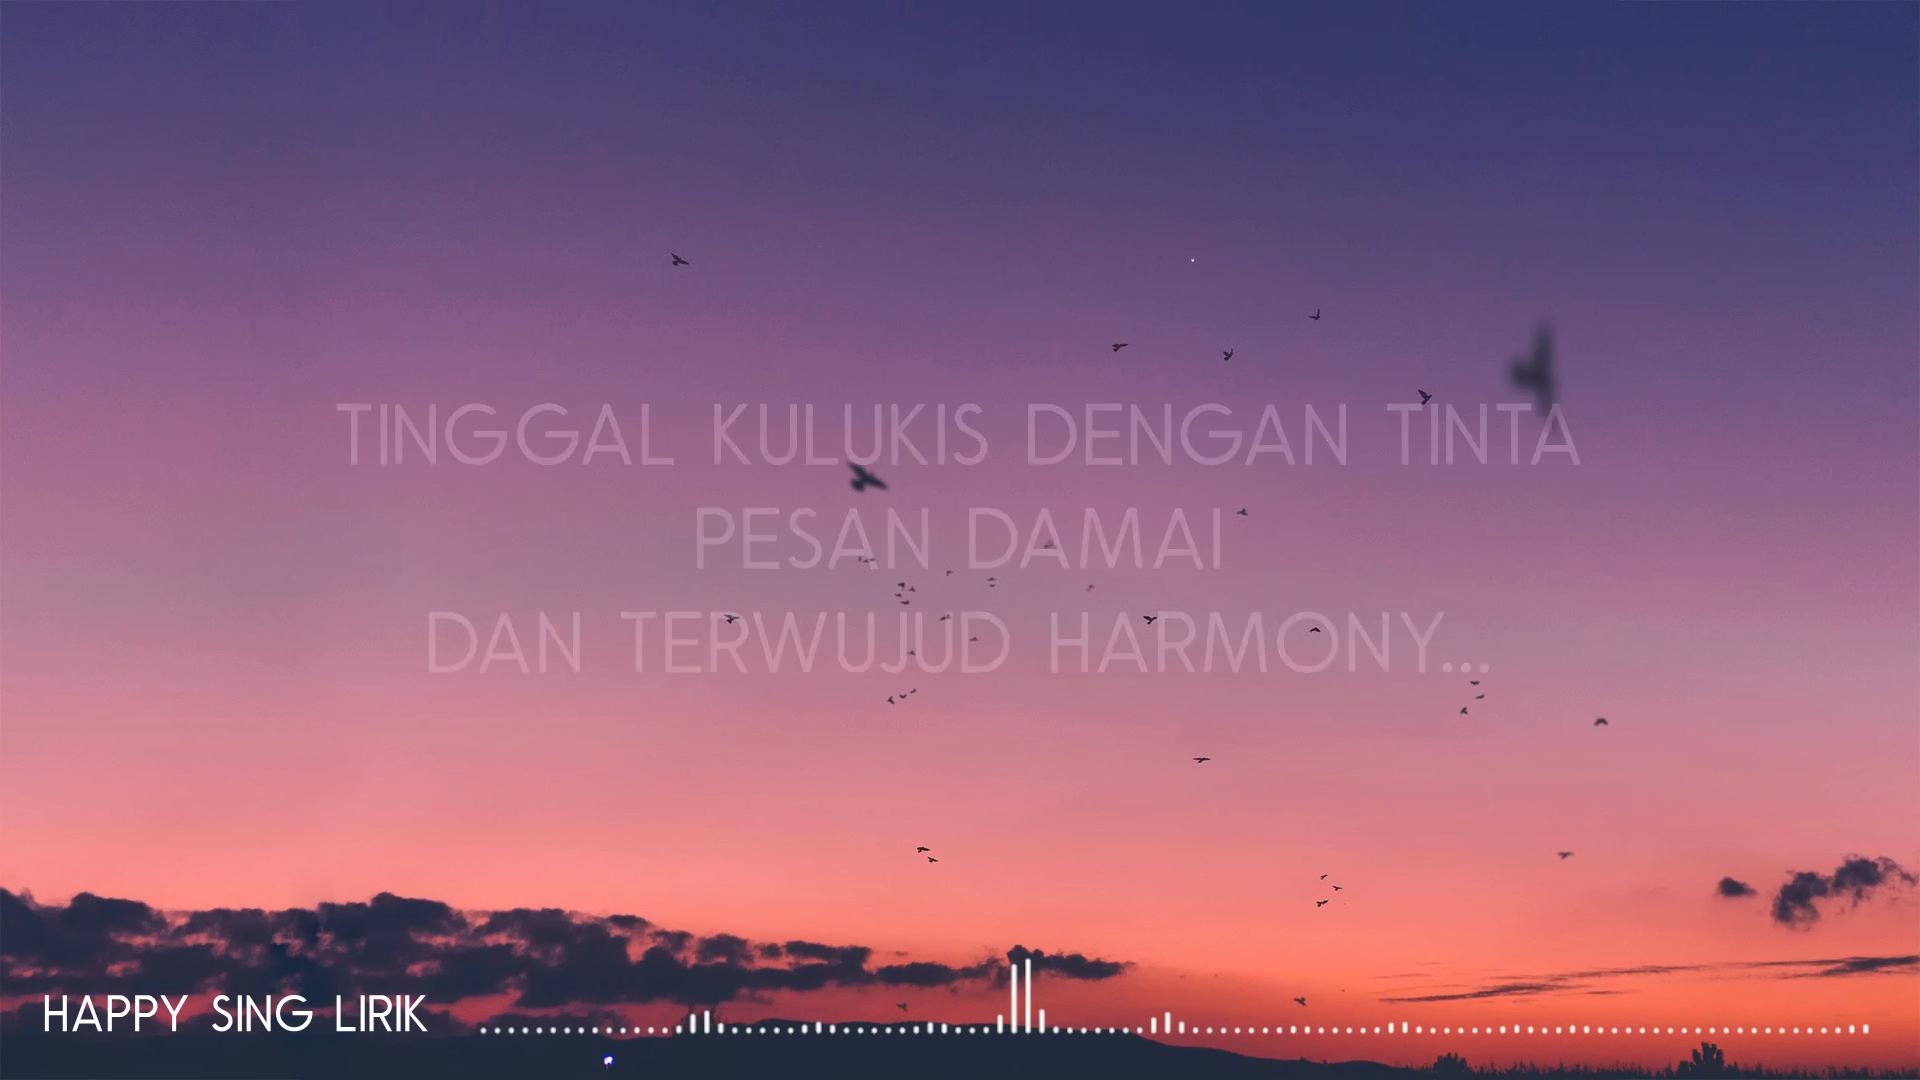 TINGGAL KULUKIS DENGAN TINTA
PESAN DAMAI
DAN TERWUJUD HARMONY...
HAPPY SING LIRIK